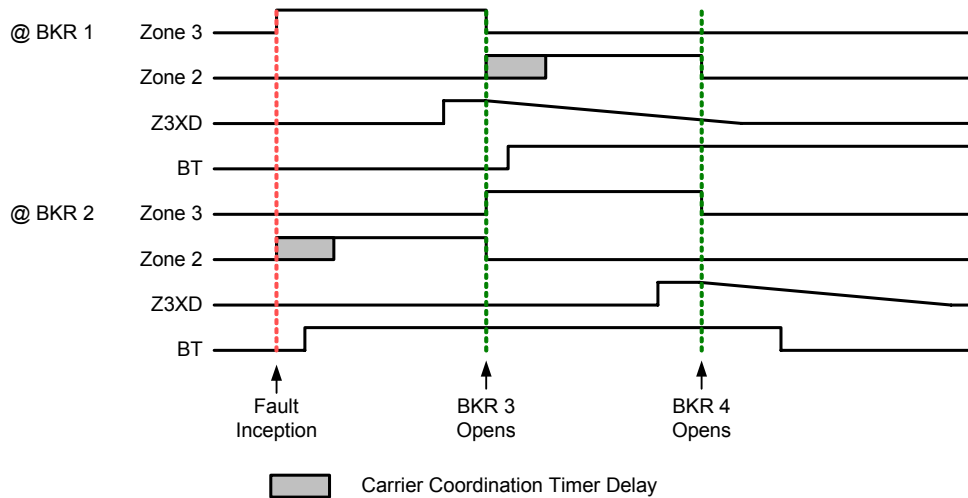 @ BKR 1
Zone 3
Zone 2
Z3XD
BT
@ BKR 2
Zone 3
Zone 2
Z3XD
BT
Fault
Inception
BKR 3
Opens
BKR 4
Opens
Carrier Coordination Timer Delay